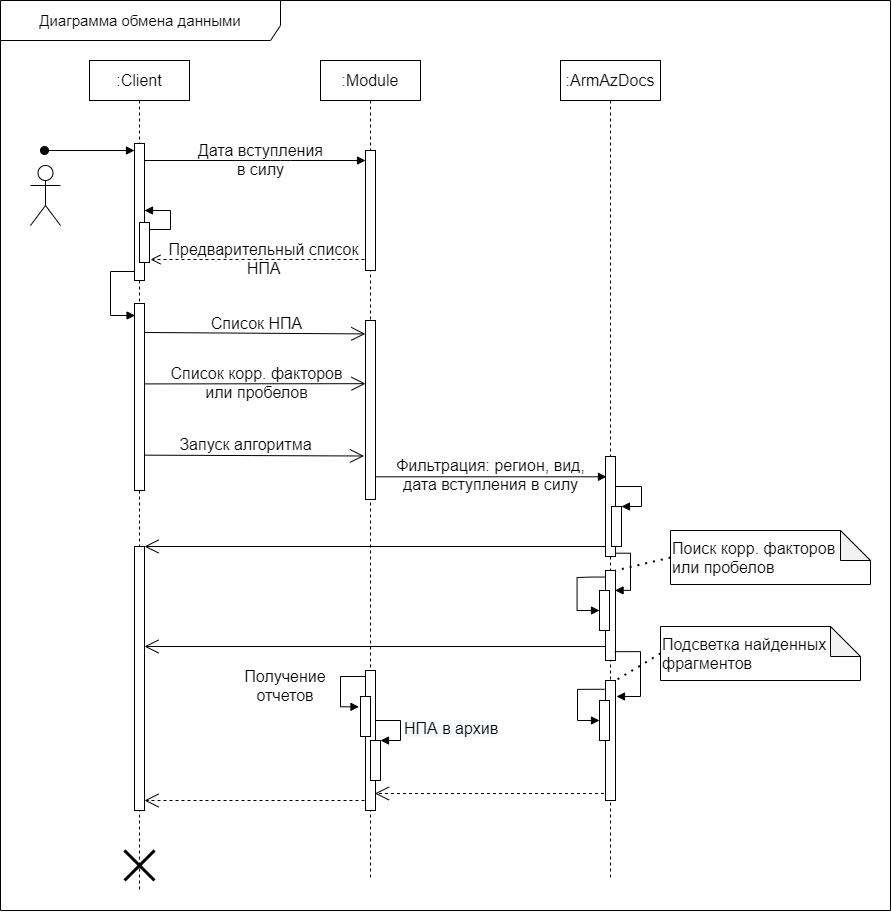 Диаграмма обмена данными
:Client
:Module
:ArmAzDocs
Дата вступления
в силу
Предварительный список
НПА
Список НПА
Список корр. факторов
или пробелов
Запуск алгоритма
Фильтрация: регион, вид,
дата вступления в силу
Поиск корр. факторов
или пробелов
Подсветка найденных
фрагментов
Получение
отчетов
НПА в архив